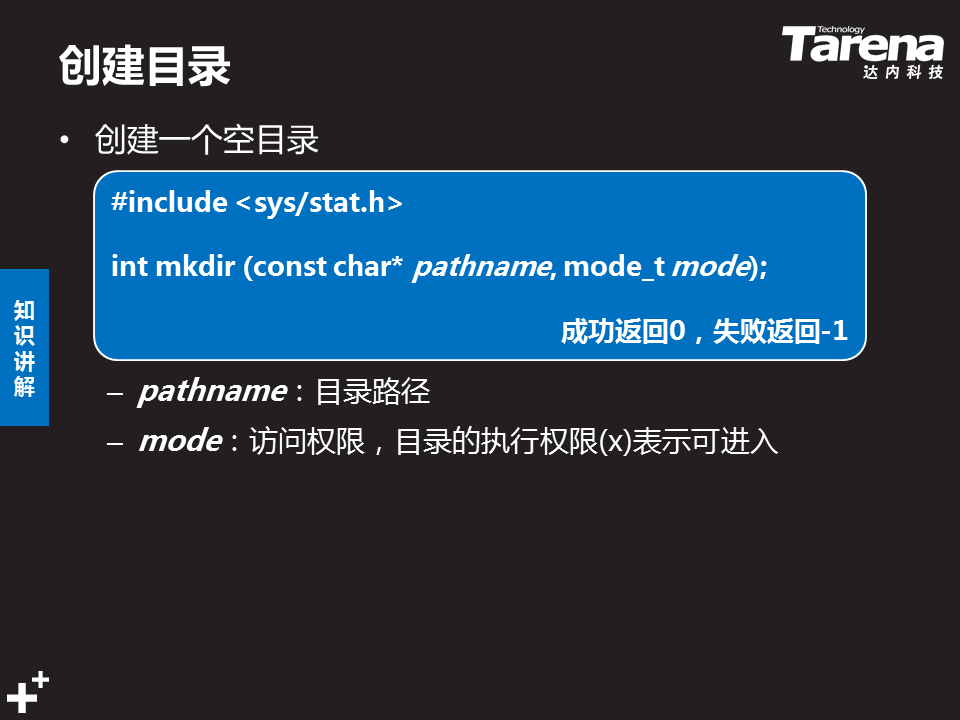 创建目录
Technology
Tarena
达内科技
• 创建一个空目录
#include <sys/stat.h>
int mkdir (const char* pathname, mode_t mode);
成功返回0，失败返回-1
知识讲解
– pathname：目录路径
– mode：访问权限，目录的执行权限(x)表示可进入